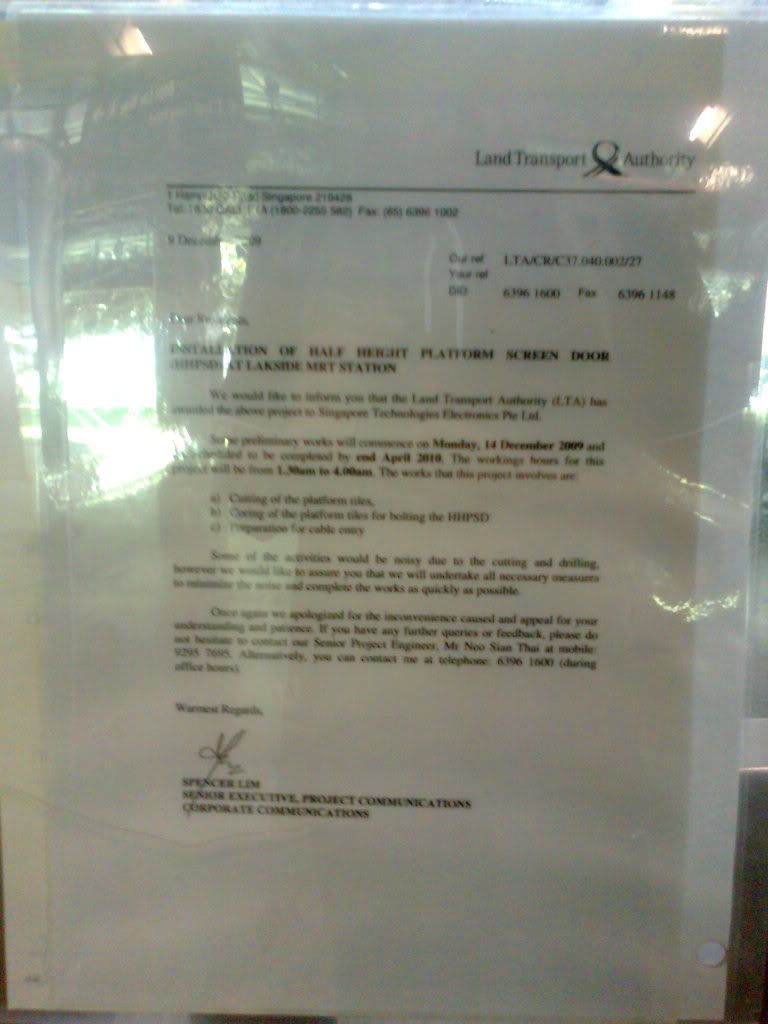 Land Transport Authority
Singapore 219428
(1800-2255 582) Fax: (65) 6396 1002
9
Our ref LTA/CR/C37.040.002/27
Your ref
DID 6396 1600 Fax 6396 1148
INSTALLATION OF HALF HEIGHT PLATFORM SCREEN DOOR
(HHPSD) AT LAKSIDE MRT STATION
We would like to inform you that the Land Transport Authority (LTA) has
awarded the above project to Singapore Technologies Electronics Pte Ltd.
Some preliminary works will commence on Monday, 14 December 2009 and
scheduled to be completed by end April 2010. The workings hours for this
project will be from 1.30am to 4.00am. The works that this project involves are:
a) Cutting of the platform tiles,
b) Coring of the platform tiles for bolting the HHPSD
c) Preparation for cable entry
Some of the activities would be noisy due to the cutting and drilling,
however we would like to assure you that we will undertake all necessary measures
to minimize the noise and complete the works as quickly as possible.
Once again we apologized for the inconvenience caused and appeal for your
understanding and patience. If you have any further queries or feedback, please do
not hesitate to contact our Senior Project Engineer, Mr Neo Sian Thai at mobile:
9295 7695. Alternatively, you can contact me at telephone: 6396 1600 (during
office hours).
Warmest Regards,
SPENCER LIM
SENIOR EXECUTIVE, PROJECT COMMUNICATIONS
CORPORATE COMMUNICATIONS